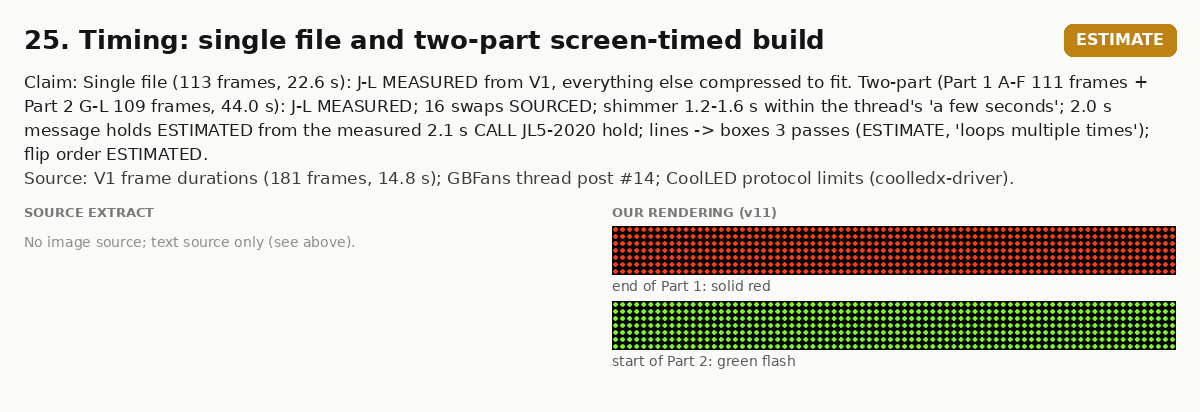 25. Timing: single file and two-part screen-timed build
ESTIMATE
Claim: Single file (113 frames, 22.6 s): J-L MEASURED from V1, everything else compressed to fit. Two-part (Part 1 A-F 111 frames +
Part 2 G-L 109 frames, 44.0 s): J-L MEASURED; 16 swaps SOURCED; shimmer 1.2-1.6 s within the thread's 'a few seconds'; 2.0 s
message holds ESTIMATED from the measured 2.1 s CALL JL5-2020 hold; lines -> boxes 3 passes (ESTIMATE, 'loops multiple times');
flip order ESTIMATED.
Source: V1 frame durations (181 frames, 14.8 s); GBFans thread post #14; CoolLED protocol limits (coolledx-driver).
SOURCE EXTRACT
No image source; text source only (see above).
OUR RENDERING (v11)
end of Part 1: solid red
start of Part 2: green flash